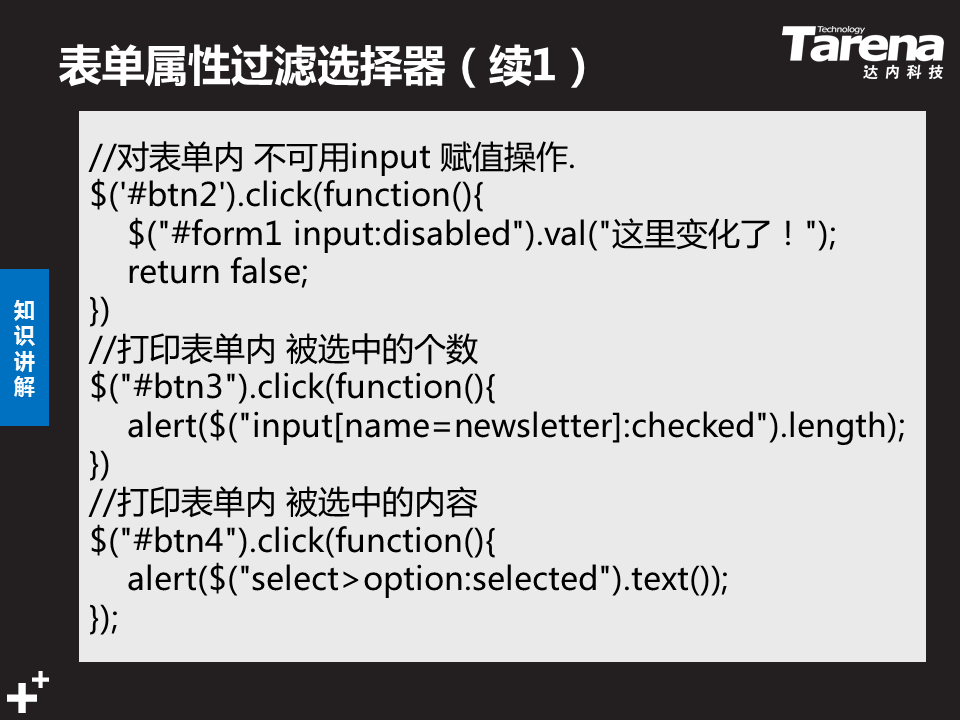 表单属性过滤选择器（续1）
Technology
Tarena
达内科技
//对表单内 不可用input 赋值操作.
$('#btn2').click(function(){
    $("#form1 input:disabled").val("这里变化了！");
    return false;
})
//打印表单内 被选中的个数
$("#btn3").click(function(){
    alert($("input[name=newsletter]:checked").length);
})
//打印表单内 被选中的内容
$("#btn4").click(function(){
    alert($("select>option:selected").text());
});
知识讲解